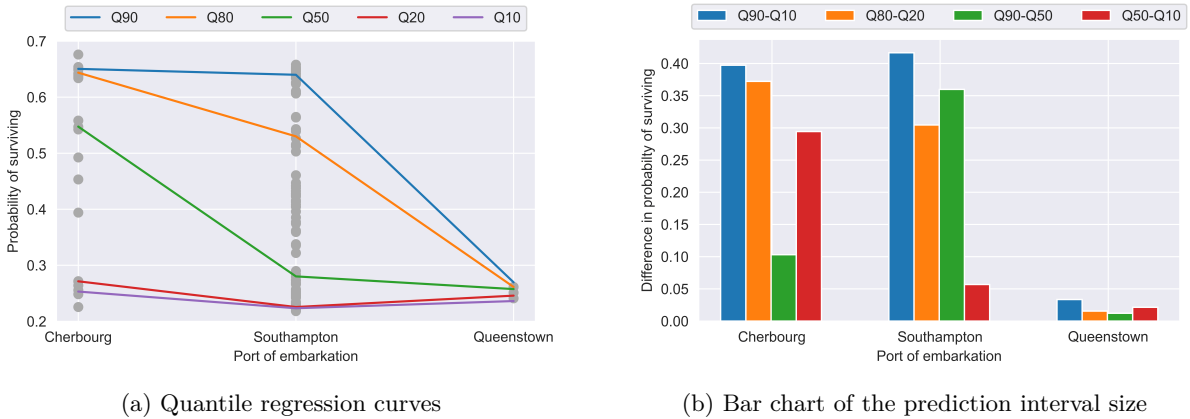 Q90 Q80 Q50 Q20 Q10
0.7
0.6
0.5
0.4
0.3
0.2
Probability of surviving
Cherbourg Southampton Queenstown
Port of embarkation
(a) Quantile regression curves
Q90-Q10 Q80-Q20 Q90-Q50 Q50-Q10
0.40
0.35
0.30
0.25
0.20
0.15
0.10
0.05
0.00
Difference in probabilty of surviving
Cherbourg Southampton Queenstown
Port of embarkation
(b) Bar chart of the prediction interval size